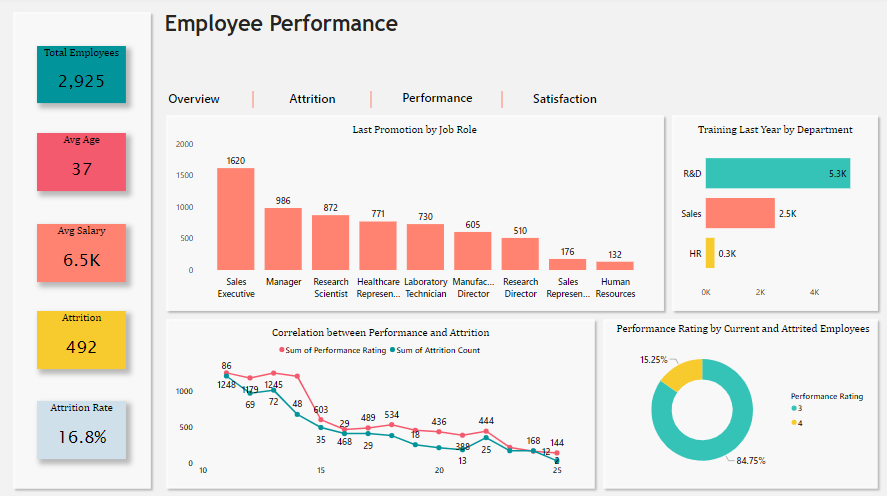 Employee Performance
Total Employees
2,925
Avg Age
37
Avg Salary
6.5K
Attrition
492
Attrition Rate
16.8%
Overview
Attrition
Performance
Satisfaction
Last Promotion by Job Role
2000
1500
1000
500
0
1620
986
872
771
730
605
510
176
132
Sales Executive
Manager
Research Scientist
Healthcare Represen...
Laboratory Technician
Manufac... Director
Research Director
Sales Represen...
Human Resources
Training Last Year by Department
R&D
5.3K
Sales
2.5K
HR
0.3K
0K
2K
4K
Correlation between Performance and Attrition
Sum of Performance Rating
Sum of Attrition Count
1000
500
0
86
1248
1179
1245
69
72
48
603
35
29
468
489
29
534
18
436
388
13
444
25
168
12
144
3
10
15
20
25
Performance Rating by Current and Attrited Employees
15.25%
84.75%
Performance Rating
3
4